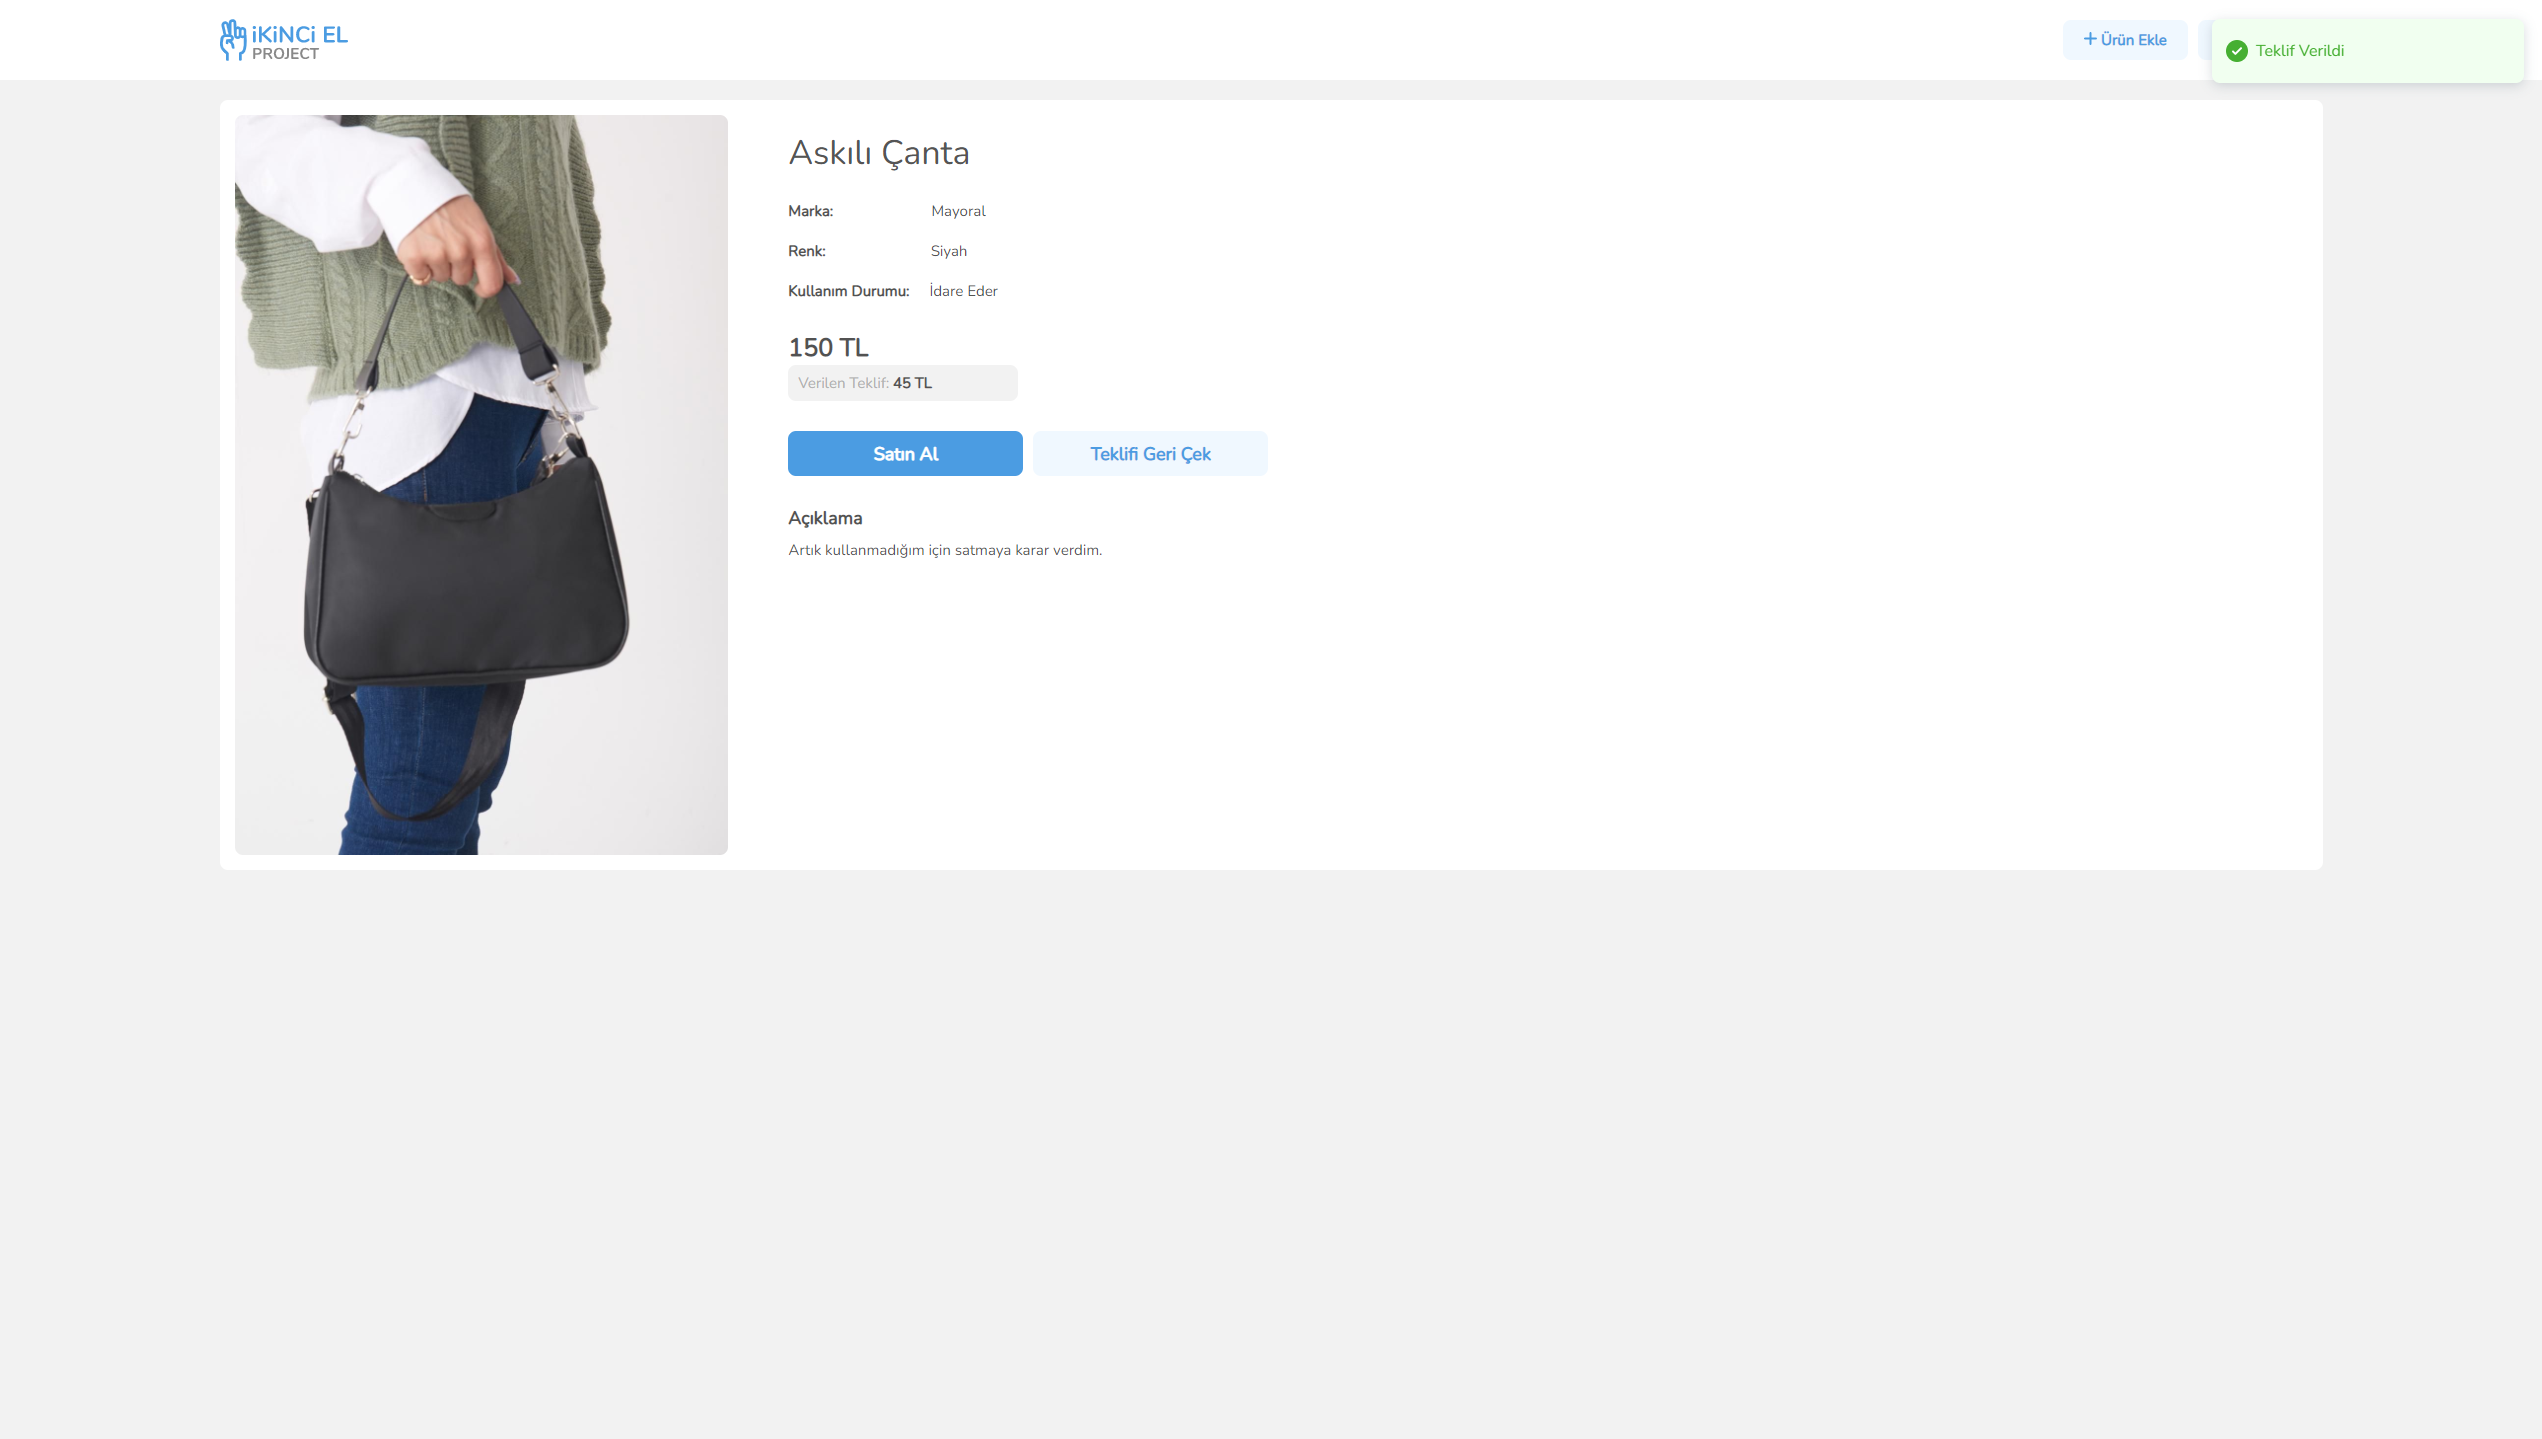 iKiNCi EL
PROJECT
+ Ürün Ekle
Teklif Verildi
Askılı Çanta
Marka: Mayoral
Renk: Siyah
Kullanım Durumu: İdare Eder
150 TL
Verilen Teklif: 45 TL
Satın Al
Teklifi Geri Çek
Açıklama
Artık kullanmadığım için satmaya karar verdim.